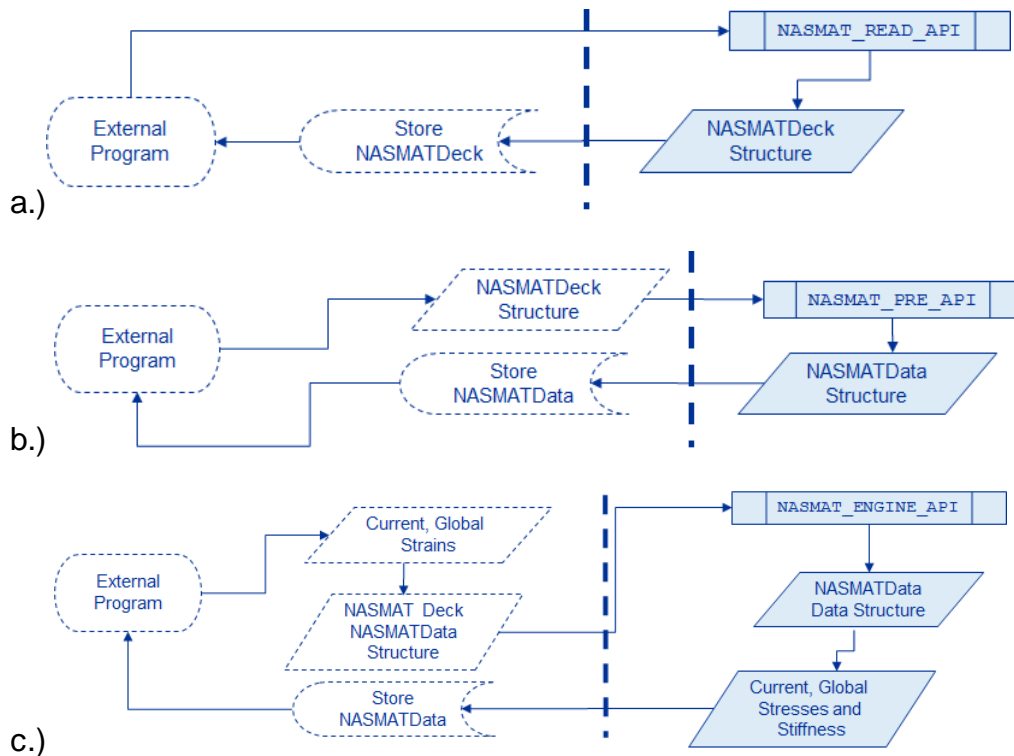 NASMAT_READ_API
External
Program
Store
NASMATDeck
NASMATDeck
Structure
a.)
NASMATDeck
Structure
NASMAT_PRE_API
External
Program
Store
NASMATData
NASMATData
Structure
b.)
Current, Global
Strains
NASMAT_ENGINE_API
External
Program
NASMAT Deck
NASMATData
Structure
NASMATData
Data Structure
Store
NASMATData
Current, Global
Stresses and
Stiffness
c.)